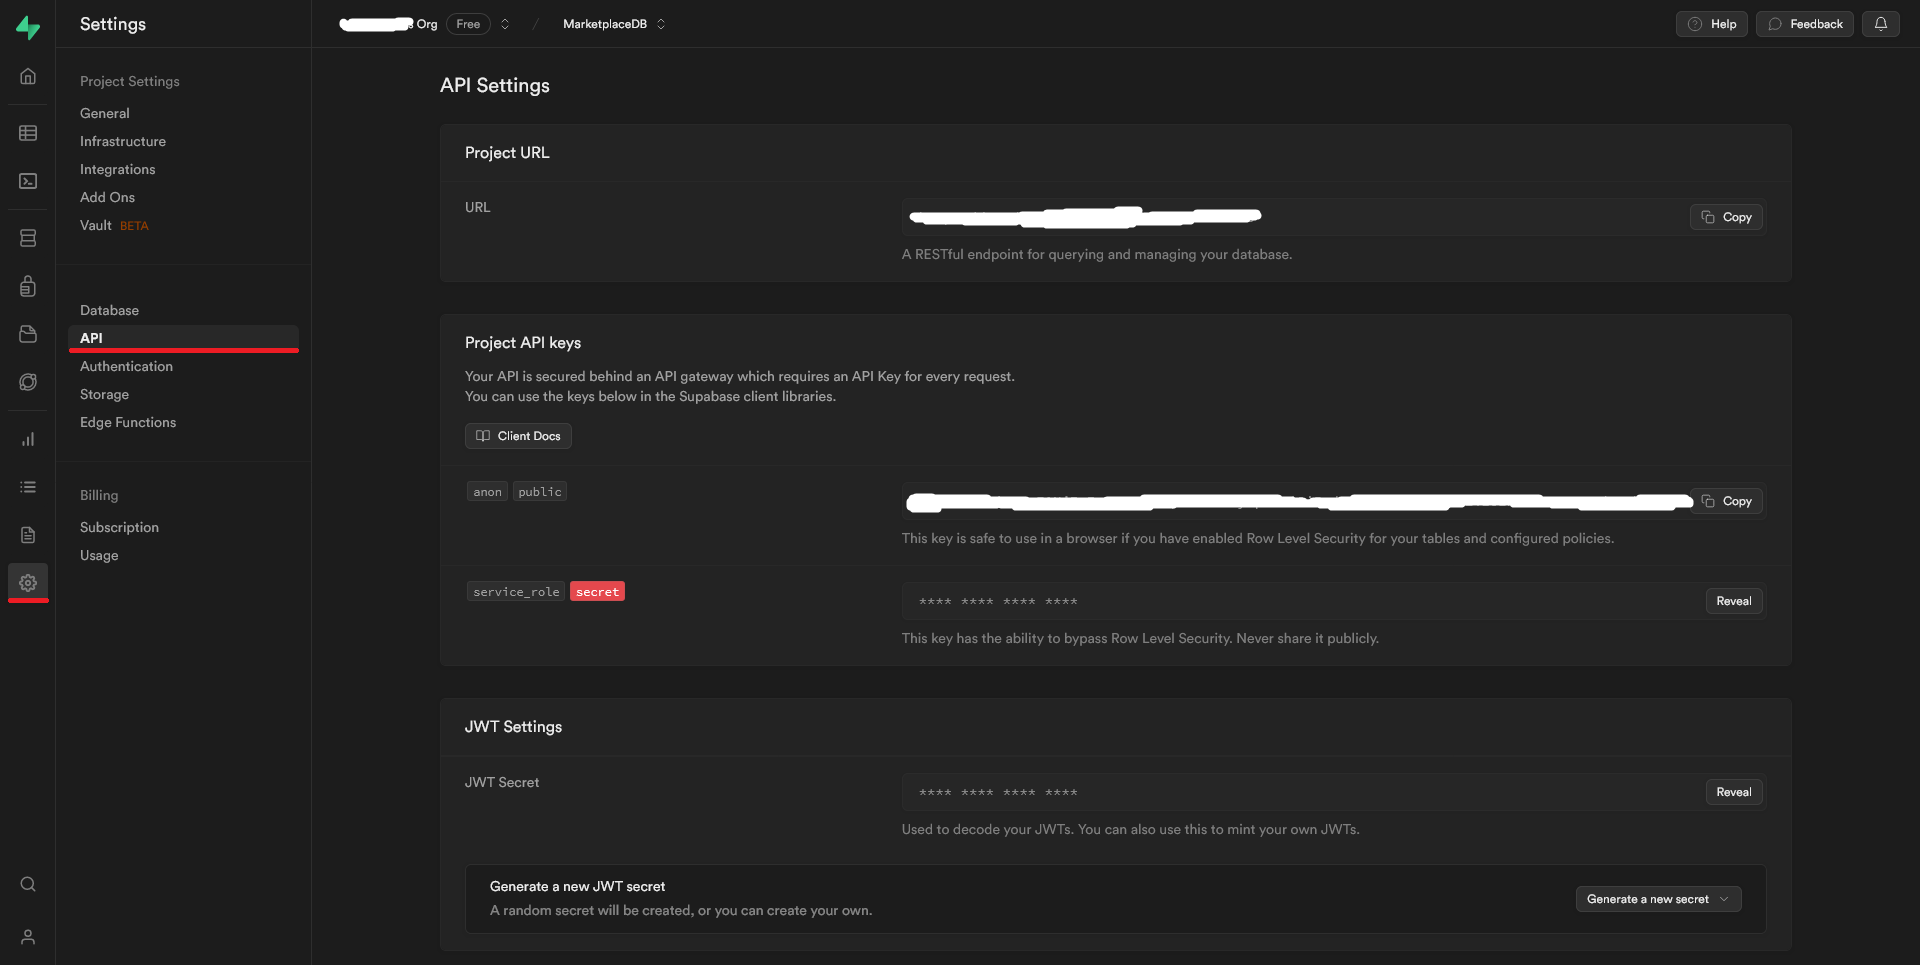 Settings
Org Free / MarketplaceDB
Help
Feedback
Project Settings
General
Infrastructure
Integrations
Add Ons
Vault BETA
Database
API
Authentication
Storage
Edge Functions
Billing
Subscription
Usage
API Settings
Project URL
URL
Copy
A RESTful endpoint for querying and managing your database.
Project API keys
Your API is secured behind an API gateway which requires an API Key for every request.
You can use the keys below in the Supabase client libraries.
Client Docs
anon public
Copy
This key is safe to use in a browser if you have enabled Row Level Security for your tables and configured policies.
service_role secret
**** **** **** ****
Reveal
This key has the ability to bypass Row Level Security. Never share it publicly.
JWT Settings
JWT Secret
**** **** **** ****
Reveal
Used to decode your JWTs. You can also use this to mint your own JWTs.
Generate a new JWT secret
A random secret will be created, or you can create your own.
Generate a new secret